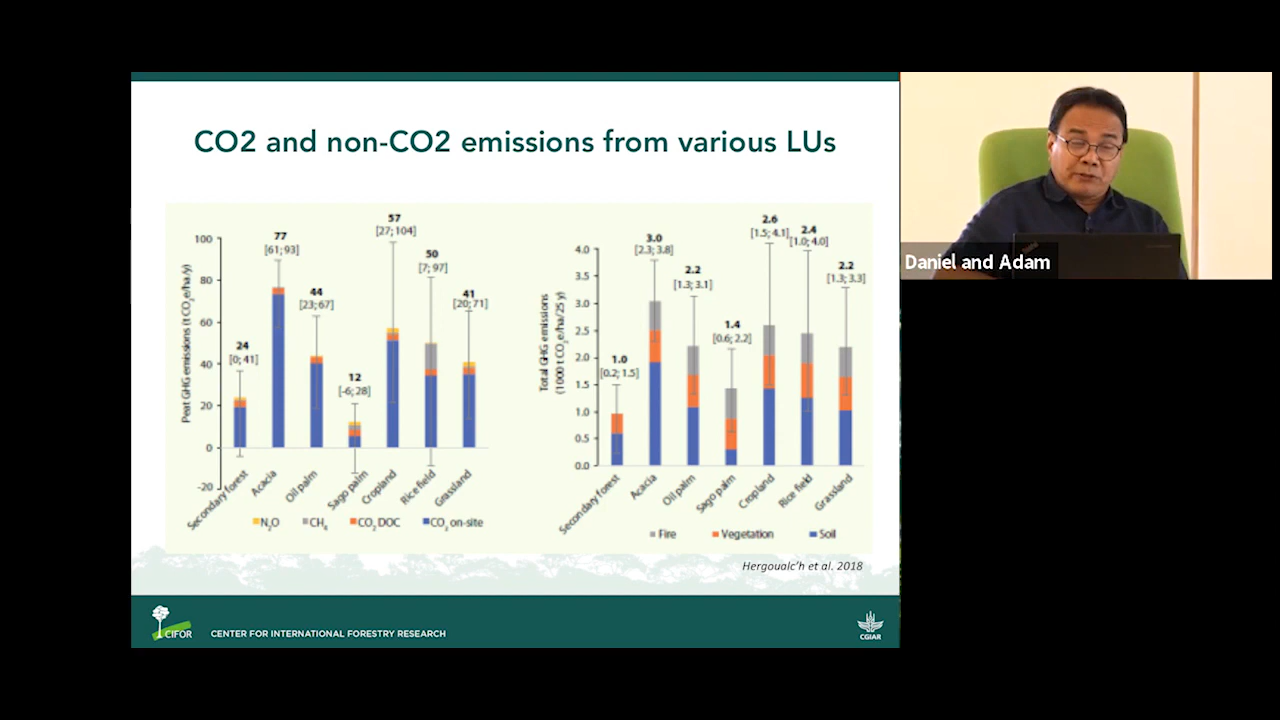 CO2 and non-CO2 emissions from various LUs
Peat GHG emissions (t CO2e/ha/y)
100
80
60
40
20
0
-20
24
[0; 41]
77
[61; 93]
44
[23; 67]
12
[-6; 28]
57
[27; 104]
50
[7; 97]
41
[20; 71]
Secondary forest
Acacia
Oil palm
Sago palm
Cropland
Rice field
Grassland
N2O CH4 CO2 DOC CO2 on-site
Total GHG emissions
(1000 t CO2e/ha/25 y)
4.0
3.5
3.0
2.5
2.0
1.5
1.0
0.5
0.0
1.0
[0.2; 1.5]
3.0
[2.3; 3.8]
2.2
[1.3; 3.1]
1.4
[0.6; 2.2]
2.6
[1.5; 4.1]
2.4
[1.0; 4.0]
2.2
[1.3; 3.3]
Secondary forest
Acacia
Oil palm
Sago palm
Cropland
Rice field
Grassland
Fire Vegetation Soil
Hergoualc'h et al. 2018
CIFOR
CENTER FOR INTERNATIONAL FORESTRY RESEARCH
CGIAR
Daniel and Adam